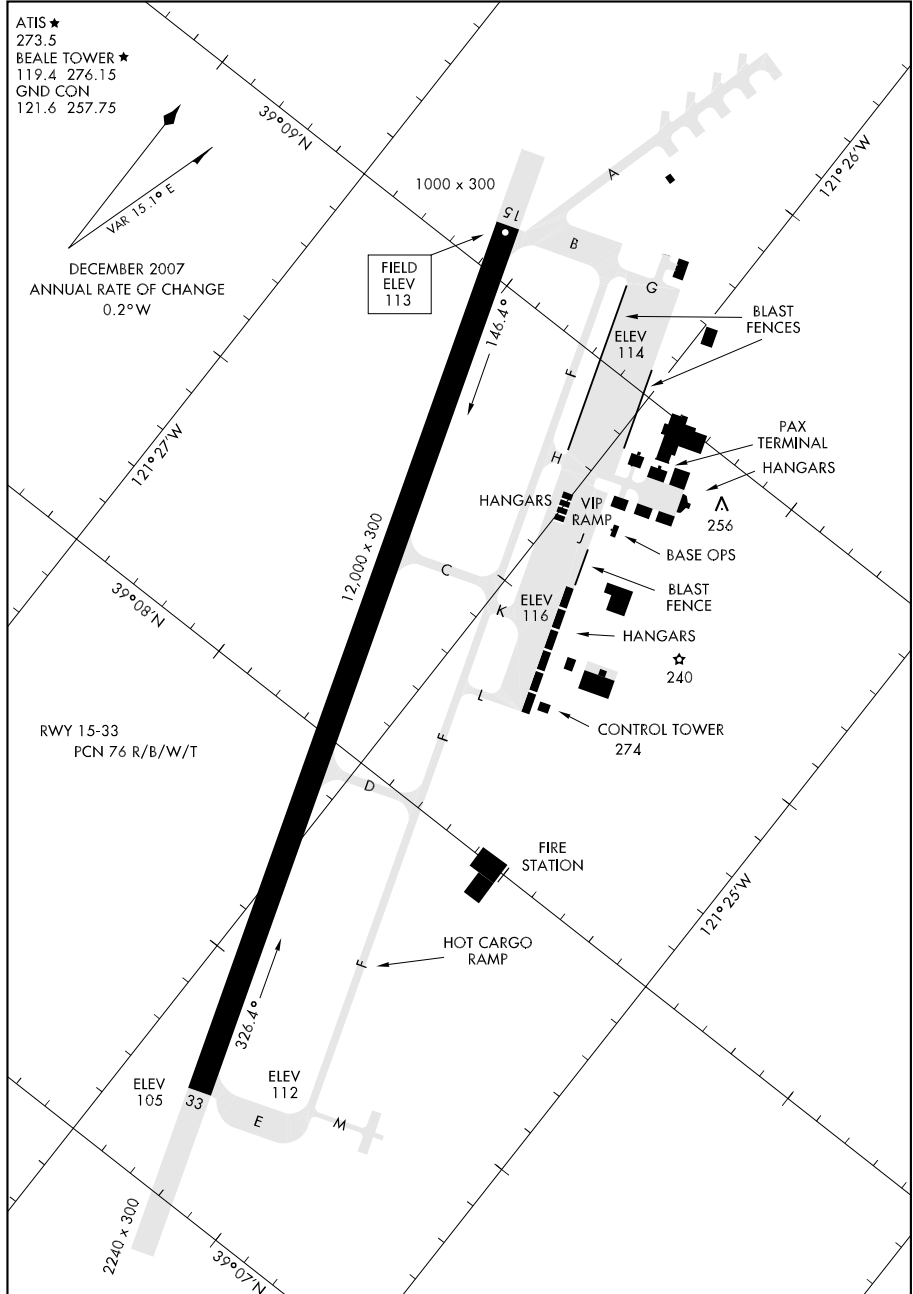 ATIS ★
273.5
BEALE TOWER ★
119.4 276.15
GND CON
121.6 257.75
VAR 15.1° E
DECEMBER 2007
ANNUAL RATE OF CHANGE
0.2° W
39°09'N
121°26'W
1000 x 300
15
A
B
G
FIELD
ELEV
113
146.4°
ELEV
114
BLAST
FENCES
F
121°27'W
PAX
TERMINAL
HANGARS
H
HANGARS
VIP
RAMP
256
J
BASE OPS
12,000 x 300
C
BLAST
FENCE
K
ELEV
116
39°08'N
HANGARS
240
L
RWY 15-33
PCN 76 R/B/W/T
F
CONTROL TOWER
274
D
FIRE
STATION
121°25'W
HOT CARGO
RAMP
F
326.4°
ELEV
105
33
ELEV
112
E
M
2240 x 300
39°07'N